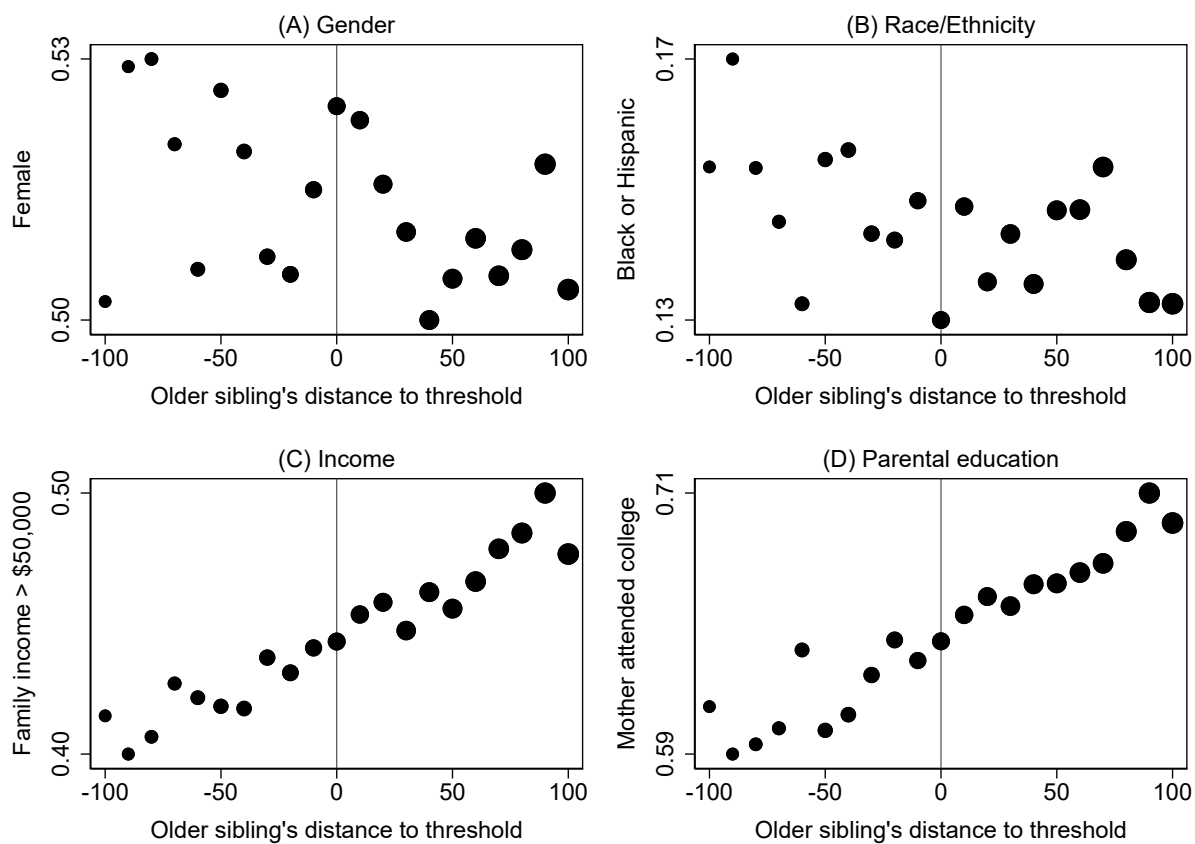 (A) Gender
Female
0.53
0.50
-100 -50 0 50 100
Older sibling's distance to threshold
(B) Race/Ethnicity
Black or Hispanic
0.17
0.13
-100 -50 0 50 100
Older sibling's distance to threshold
(C) Income
Family income > $50,000
0.50
0.40
-100 -50 0 50 100
Older sibling's distance to threshold
(D) Parental education
Mother attended college
0.71
0.59
-100 -50 0 50 100
Older sibling's distance to threshold